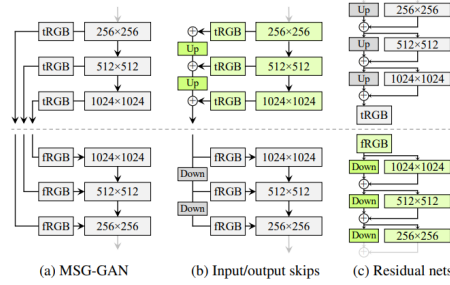 tRGB 256×256
Up
tRGB 512×512
Up
tRGB 1024×1024
fRGB 1024×1024
fRGB 512×512
fRGB 256×256
(a) MSG-GAN
tRGB 256×256
Up
tRGB 512×512
Up
tRGB 1024×1024
fRGB 1024×1024
Down
fRGB 512×512
Down
fRGB 256×256
(b) Input/output skips
Up 256×256
Up 512×512
Up 1024×1024
tRGB
fRGB
Down 1024×1024
Down 512×512
Down 256×256
(c) Residual nets